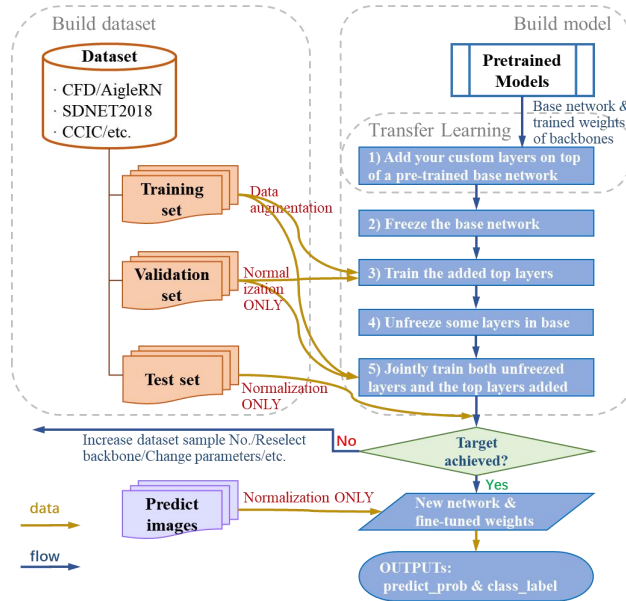 Build dataset
Build model
Dataset
· CFD/AigleRN
· SDNET2018
· CCIC/etc.
Pretrained
Models
Base network &
trained weights
of backbones
Transfer Learning
1) Add your custom layers on top
of a pre-trained base network
Training
set
Data
augmentation
2) Freeze the base network
Validation
set
Normal
ization
ONLY
3) Train the added top layers
4) Unfreeze some layers in base
Test set
Normalization
ONLY
5) Jointly train both unfreezed
layers and the top layers added
Increase dataset sample No./Reselect
backbone/Change parameters/etc.
No
Target
achieved?
Yes
Predict
images
Normalization ONLY
New network &
fine-tuned weights
data
flow
OUTPUTs:
predict_prob & class_label